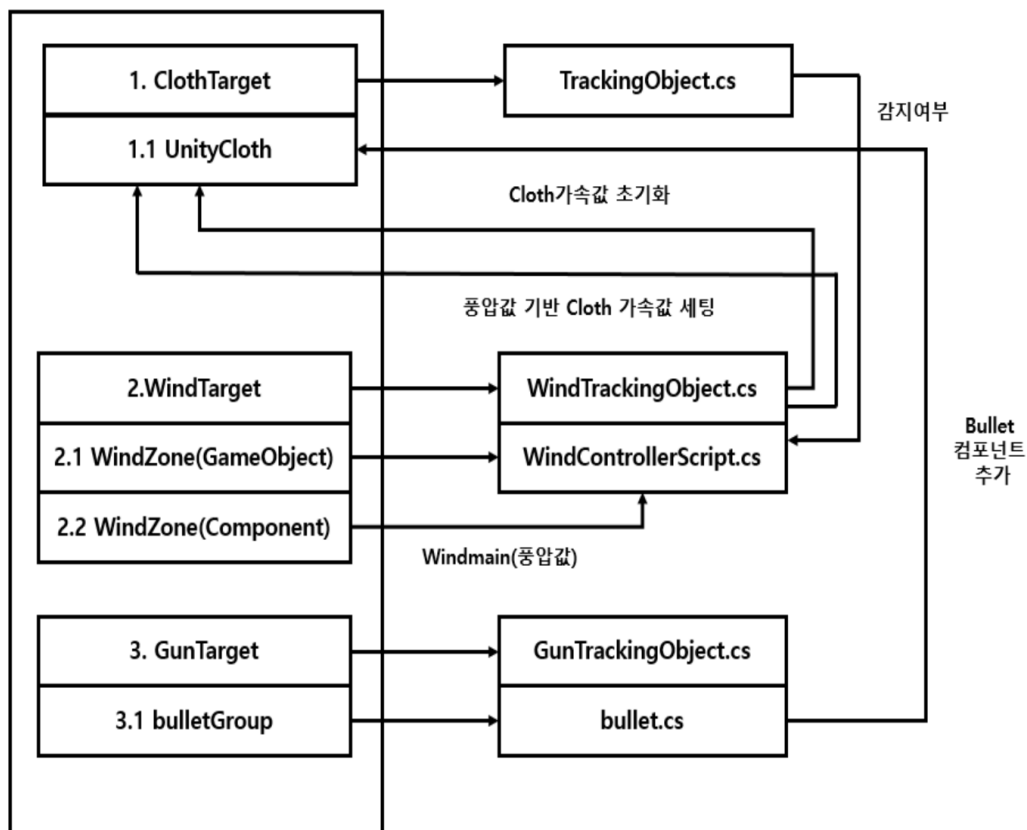 1. ClothTarget
TrackingObject.cs
감지여부
1.1 UnityCloth
Cloth가속값 초기화
풍압값 기반 Cloth 가속값 세팅
2.WindTarget
WindTrackingObject.cs
2.1 WindZone(GameObject)
WindControllerScript.cs
Bullet
컴포넌트
추가
2.2 WindZone(Component)
Windmain(풍압값)
3. GunTarget
GunTrackingObject.cs
3.1 bulletGroup
bullet.cs